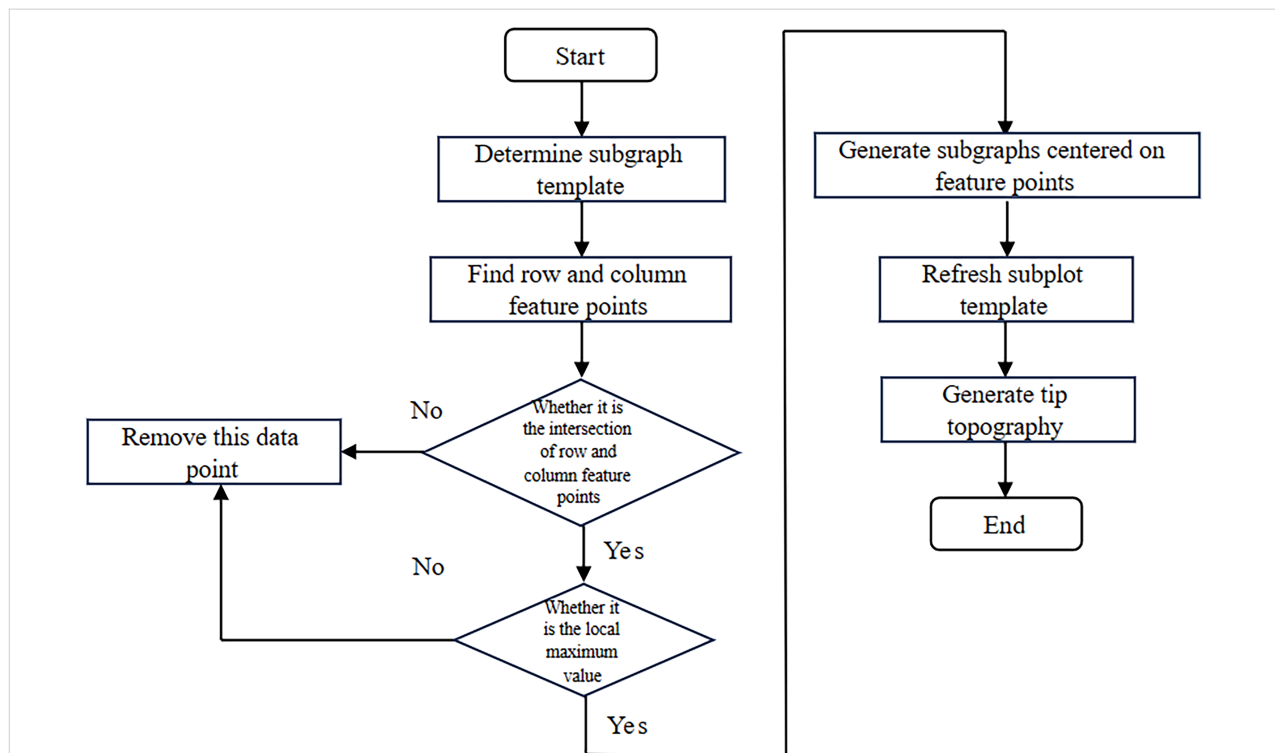 Start
Determine subgraph
template
Find row and column
feature points
Whether it is
the intersection
of row and
column feature
points
No
Remove this data
point
Yes
No
Whether it
is the local
maximum
value
Yes
Generate subgraphs centered on
feature points
Refresh subplot
template
Generate tip
topography
End